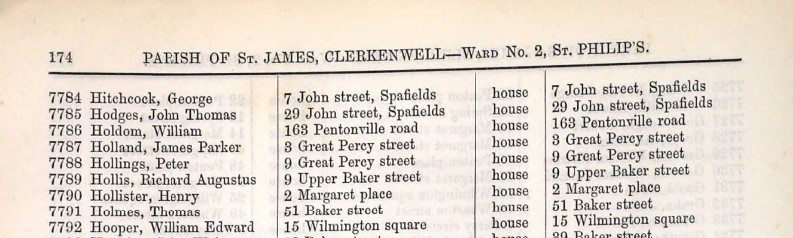 174 PARISH OF ST. JAMES, CLERKENWELL—WARD NO. 2, ST. PHILIP'S.
7784 Hitchcock, George 7 John street, Spafields house 7 John street, Spafields
7785 Hodges, John Thomas 29 John street, Spafields house 29 John street, Spafields
7786 Holdom, William 163 Pentonville road house 163 Pentonville road
7787 Holland, James Parker 3 Great Percy street house 3 Great Percy street
7788 Hollings, Peter 9 Great Percy street house 9 Great Percy street
7789 Hollis, Richard Augustus 9 Upper Baker street house 9 Upper Baker street
7790 Hollister, Henry 2 Margaret place house 2 Margaret place
7791 Holmes, Thomas 51 Baker street house 51 Baker street
7792 Hooper, William Edward 15 Wilmington square house 15 Wilmington square
house 39 Baker street